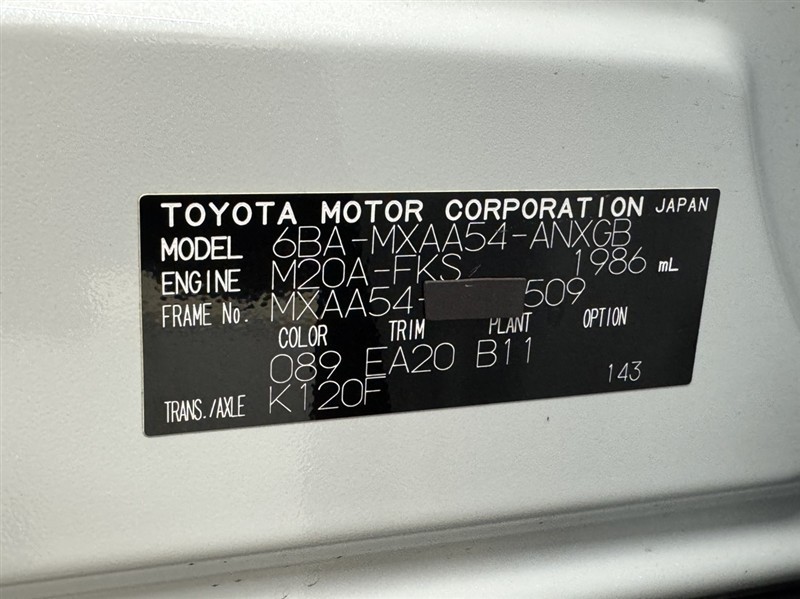 TOYOTA MOTOR CORPORATION JAPAN
MODEL 6BA-MXAA54-ANXGB
ENGINE M20A-FKS 1986 mL
FRAME No. MXAA54- 509
COLOR TRIM PLANT OPTION
089 EA20 B11
TRANS./AXLE K120F 143